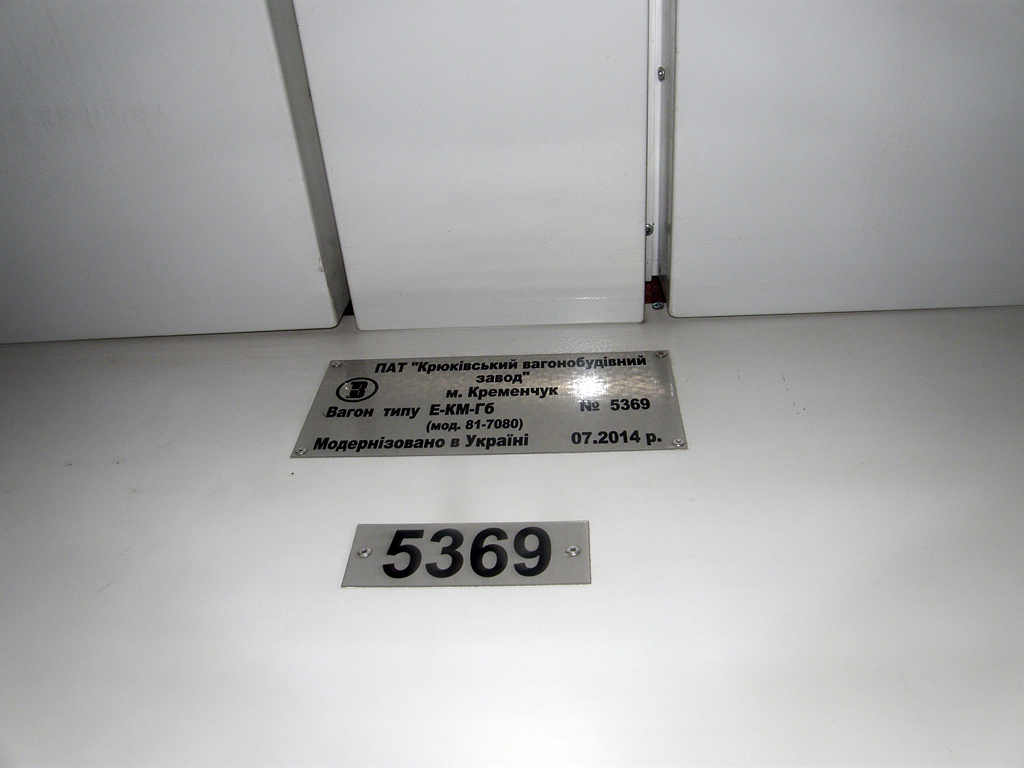 ПАТ "Крюківський вагонобудівний
завод"
м. Кременчук
Вагон типу Е-КМ-Гб № 5369
(мод. 81-7080)
Модернізовано в Україні 07.2014 р.
5369